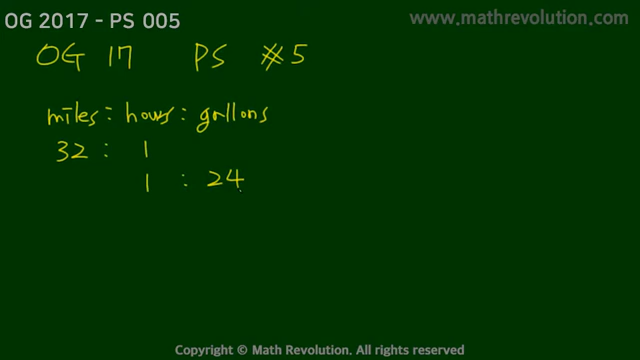 OG 2017 - PS 005
www.mathrevolution.com
OG 17 PS #5
miles : hours : gallons
32 : 1
1 : 24
Copyright © Math Revolution. All rights reserved